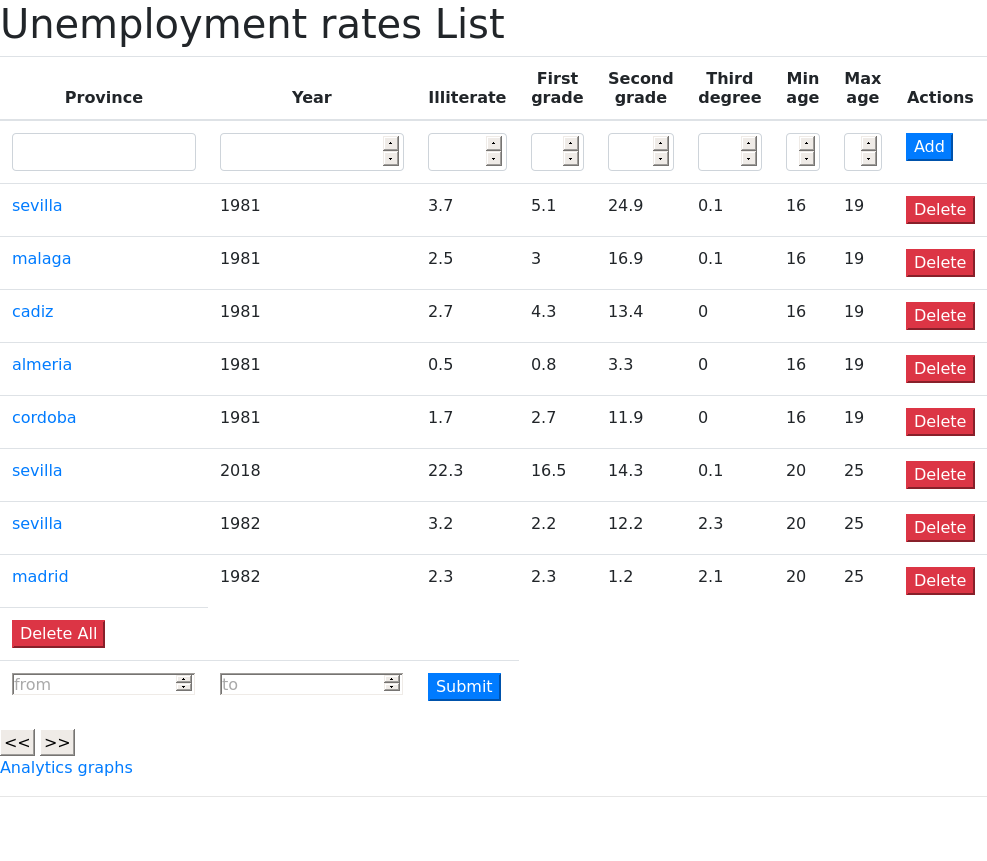 Unemployment rates List
Province Year Illiterate First grade Second grade Third degree Min age Max age Actions
Add
sevilla 1981 3.7 5.1 24.9 0.1 16 19 Delete
malaga 1981 2.5 3 16.9 0.1 16 19 Delete
cadiz 1981 2.7 4.3 13.4 0 16 19 Delete
almeria 1981 0.5 0.8 3.3 0 16 19 Delete
cordoba 1981 1.7 2.7 11.9 0 16 19 Delete
sevilla 2018 22.3 16.5 14.3 0.1 20 25 Delete
sevilla 1982 3.2 2.2 12.2 2.3 20 25 Delete
madrid 1982 2.3 2.3 1.2 2.1 20 25 Delete
Delete All
from to Submit
<< >>
Analytics graphs